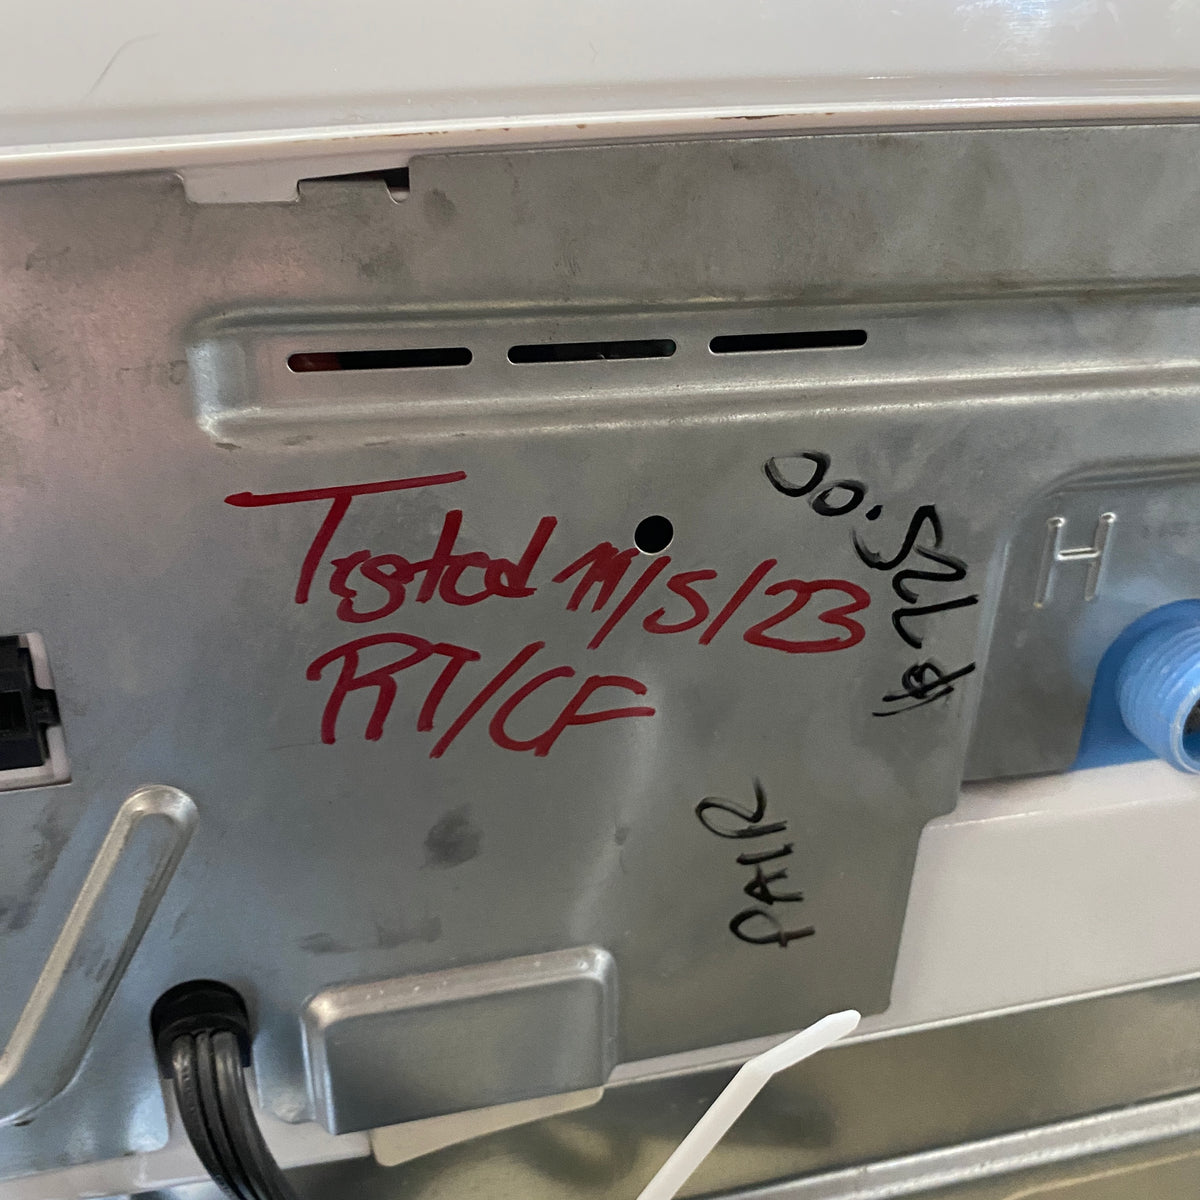 Tested 11/5/23
RT/CF
$125.00
PAIR
H